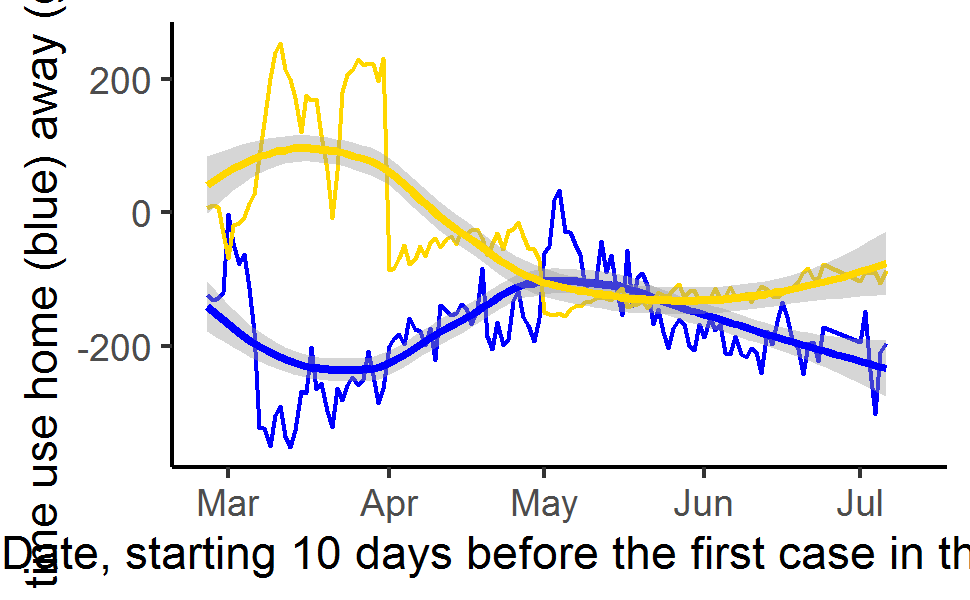 time use home (blue) away (
200
0
-200
Mar Apr May Jun Jul
Date, starting 10 days before the first case in th